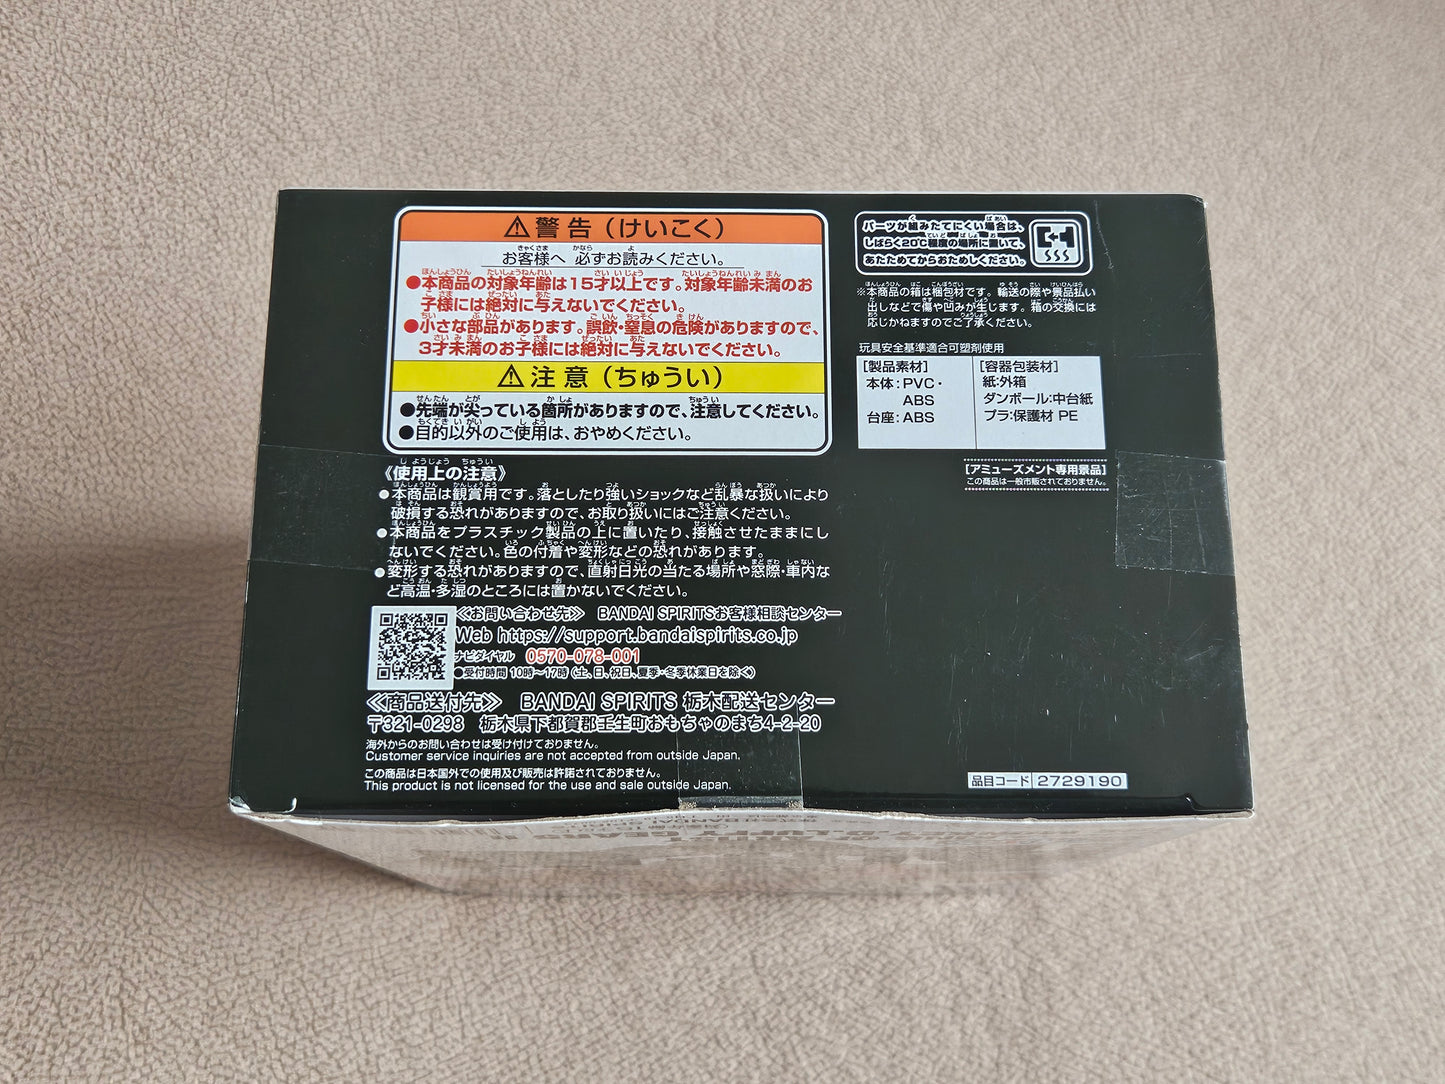 ⚠警告（けいこく）
お客様へ 必ずお読みください。
●本商品の対象年齢は15才以上です。対象年齢未満のお
子様には絶対に与えないでください。
●小さな部品があります。誤飲・窒息の危険がありますので、
3才未満のお子様には絶対に与えないでください。
⚠注意（ちゅうい）
●先端が尖っている箇所がありますので、注意してください。
●目的以外のご使用は、おやめください。
《使用上の注意》
●本商品は観賞用です。落としたり強いショックなど乱暴な扱いにより
破損する恐れがありますので、お取り扱いにはご注意ください。
●本商品をプラスチック製品の上に置いたり、接触させたままにし
ないでください。色の付着や変形などの恐れがあります。
●変形する恐れがありますので、直射日光の当たる場所や窓際・車内な
ど高温・多湿のところには置かないでください。
≪お問い合わせ先≫ BANDAI SPIRITSお客様相談センター
Web https://support.bandaispirits.co.jp
ナビダイヤル 0570-078-001
●受付時間 10時～17時（土、日、祝日、夏季・冬季休業日を除く）
≪商品送付先≫ BANDAI SPIRITS 栃木配送センター
〒321-0298 栃木県下都賀郡壬生町おもちゃのまち4-2-20
海外からのお問い合わせは受け付けておりません。
Customer service inquiries are not accepted from outside Japan.
この商品は日本国外での使用及び販売は許諾されておりません。
This product is not licensed for the use and sale outside Japan.
パーツが組みたてにくい場合は、
しばらく20℃程度の場所に置いて、
あたためてからおためしください。
※本商品の箱は梱包材です。輸送の際や景品払い
出しなどで傷や凹みが生じます。箱の交換には
応じかねますのでご了承ください。
玩具安全基準適合可塑剤使用
［製品素材］
本体：PVC・
ABS
台座：ABS
［容器包装材］
紙：外箱
ダンボール：中台紙
プラ：保護材 PE
［アミューズメント専用景品］
この商品は一般市販されておりません。
品目コード 2729190